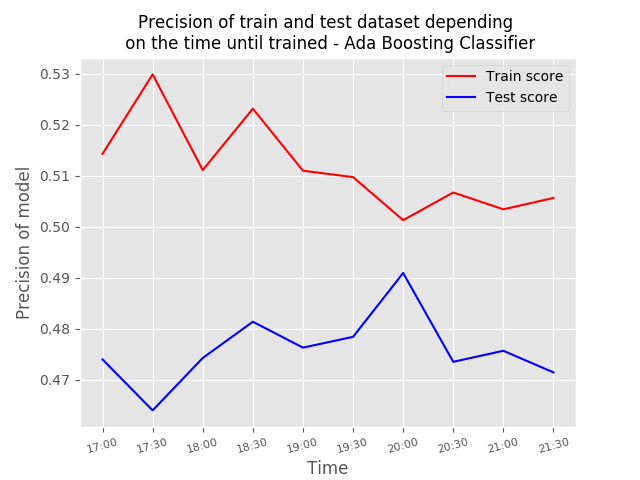 Precision of train and test dataset depending
on the time until trained - Ada Boosting Classifier
Train score
Test score
Precision of model
0.53
0.52
0.51
0.50
0.49
0.48
0.47
17:00
17:30
18:00
18:30
19:00
19:30
20:00
20:30
21:00
21:30
Time